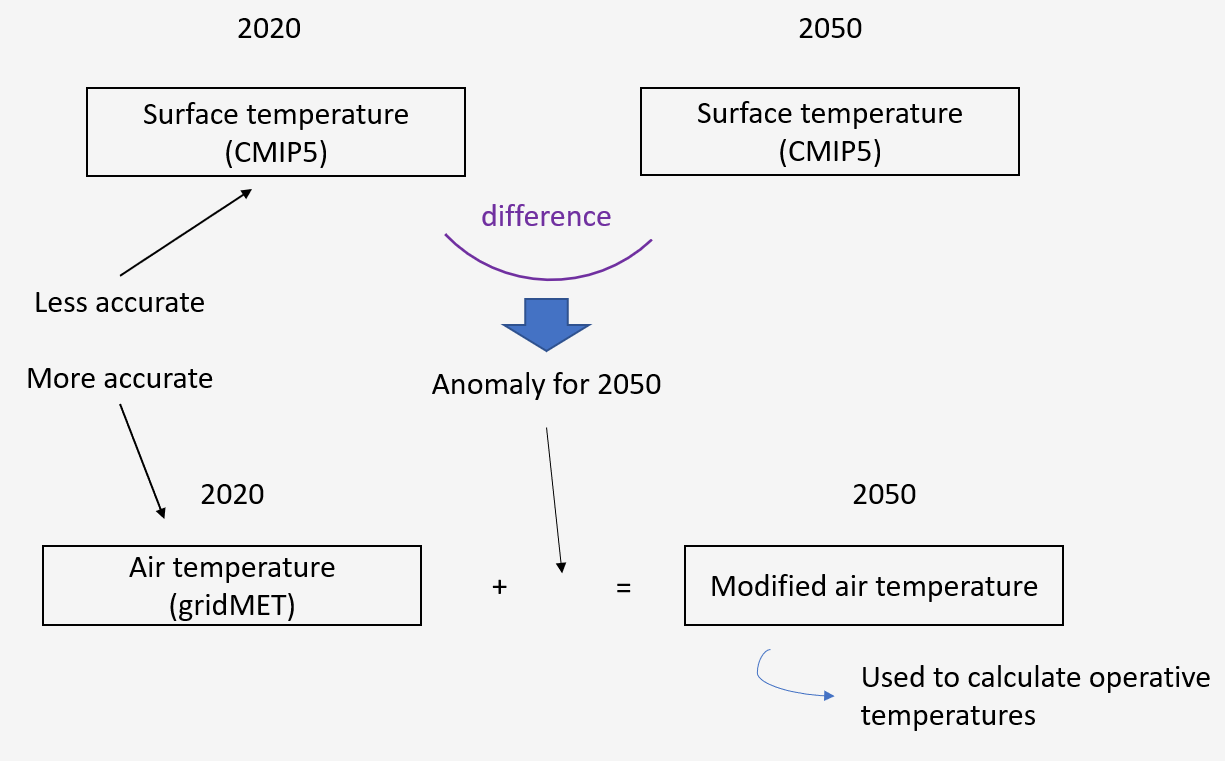 2020
2050
Surface temperature
(CMIP5)
Surface temperature
(CMIP5)
difference
Less accurate
More accurate
Anomaly for 2050
2020
2050
Air temperature
(gridMET)
+
=
Modified air temperature
Used to calculate operative
temperatures